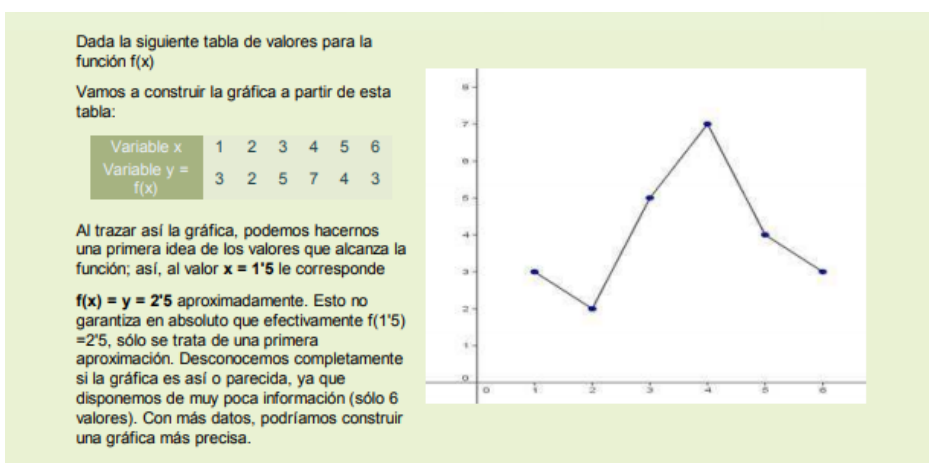 Dada la siguiente tabla de valores para la
función f(x)
Vamos a construir la gráfica a partir de esta
tabla:
Variable x 1 2 3 4 5 6
Variable y =
f(x) 3 2 5 7 4 3
Al trazar así la gráfica, podemos hacernos
una primera idea de los valores que alcanza la
función; así, al valor x = 1'5 le corresponde
f(x) = y = 2'5 aproximadamente. Esto no
garantiza en absoluto que efectivamente f(1'5)
=2'5, sólo se trata de una primera
aproximación. Desconocemos completamente
si la gráfica es así o parecida, ya que
disponemos de muy poca información (sólo 6
valores). Con más datos, podríamos construir
una gráfica más precisa.
8
7
6
5
4
3
2
1
0
0 1 2 3 4 5 6